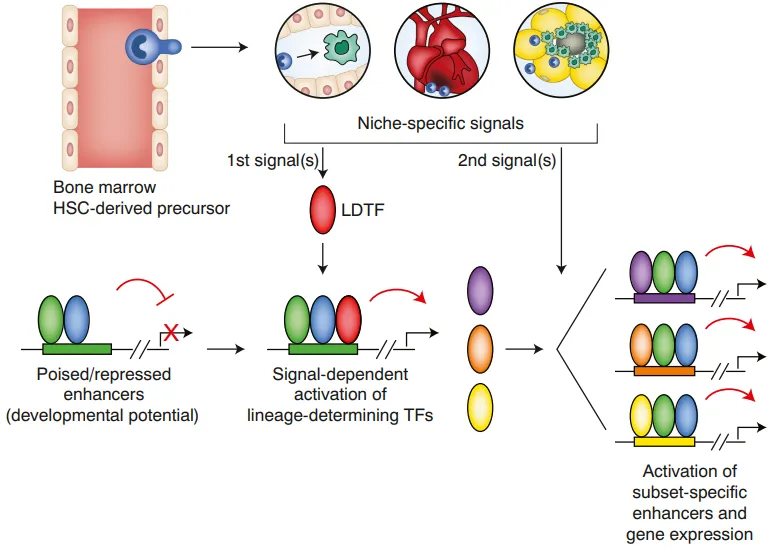 Niche-specific signals
1st signal(s)
2nd signal(s)
Bone marrow
HSC-derived precursor
LDTF
X
Poised/repressed
enhancers
(developmental potential)
Signal-dependent
activation of
lineage-determining TFs
Activation of
subset-specific
enhancers and
gene expression